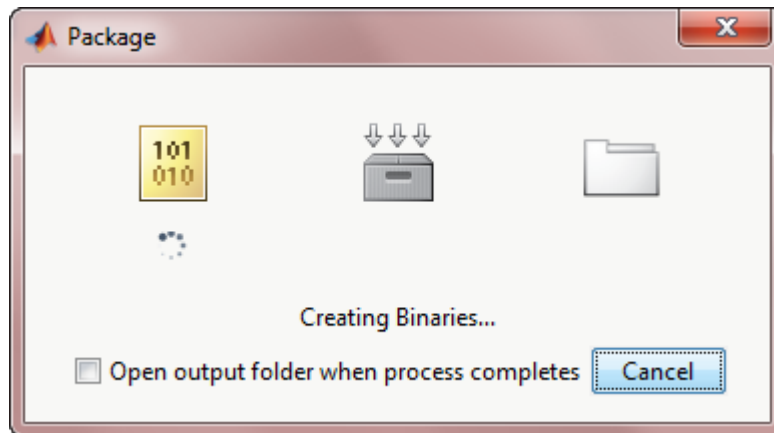 Package
101
010
Creating Binaries...
Open output folder when process completes
Cancel